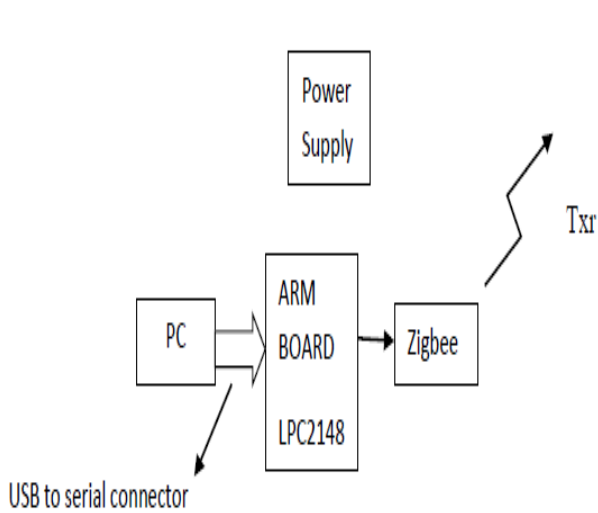 Power
Supply
Txr
ARM
BOARD
LPC2148
PC
Zigbee
USB to serial connector